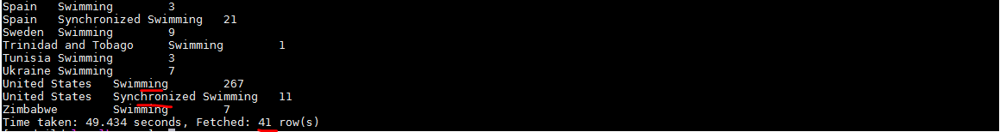 Spain Swimming 3
Spain Synchronized Swimming 21
Sweden Swimming 9
Trinidad and Tobago Swimming 1
Tunisia Swimming 3
Ukraine Swimming 7
United States Swimming 267
United States Synchronized Swimming 11
Zimbabwe Swimming 7
Time taken: 49.434 seconds, Fetched: 41 row(s)